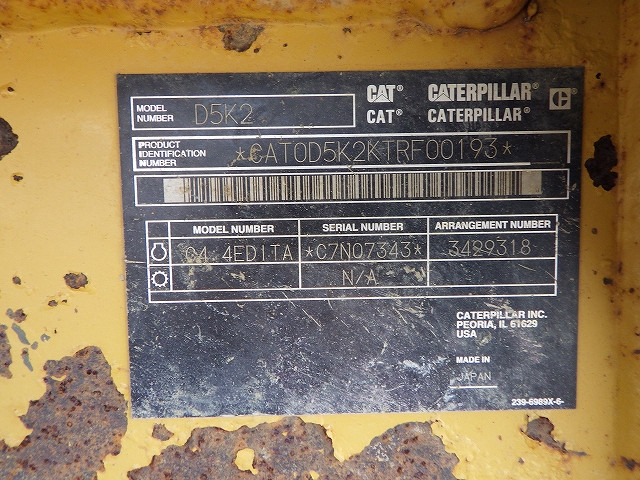 MODEL NUMBER D5K2
CAT® CATERPILLAR®
CAT® CATERPILLAR®
PRODUCT IDENTIFICATION NUMBER *CAT0D5K2KTRF00193*
MODEL NUMBER SERIAL NUMBER ARRANGEMENT NUMBER
C4.4EDITA *C7N07343* 3429318
N/A
CATERPILLAR INC.
PEORIA, IL 61629
USA
MADE IN
JAPAN
239-6989X-6-